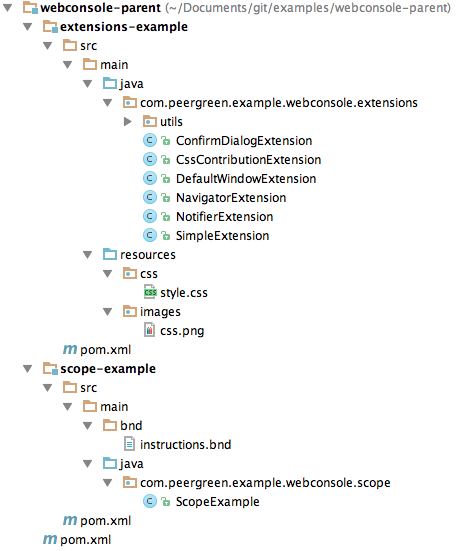 webconsole-parent (~/Documents/git/examples/webconsole-parent)
extensions-example
src
main
java
com.peergreen.example.webconsole.extensions
utils
ConfirmDialogExtension
CssContributionExtension
DefaultWindowExtension
NavigatorExtension
NotifierExtension
SimpleExtension
resources
css
style.css
images
css.png
m pom.xml
scope-example
src
main
bnd
instructions.bnd
java
com.peergreen.example.webconsole.scope
ScopeExample
m pom.xml
m pom.xml